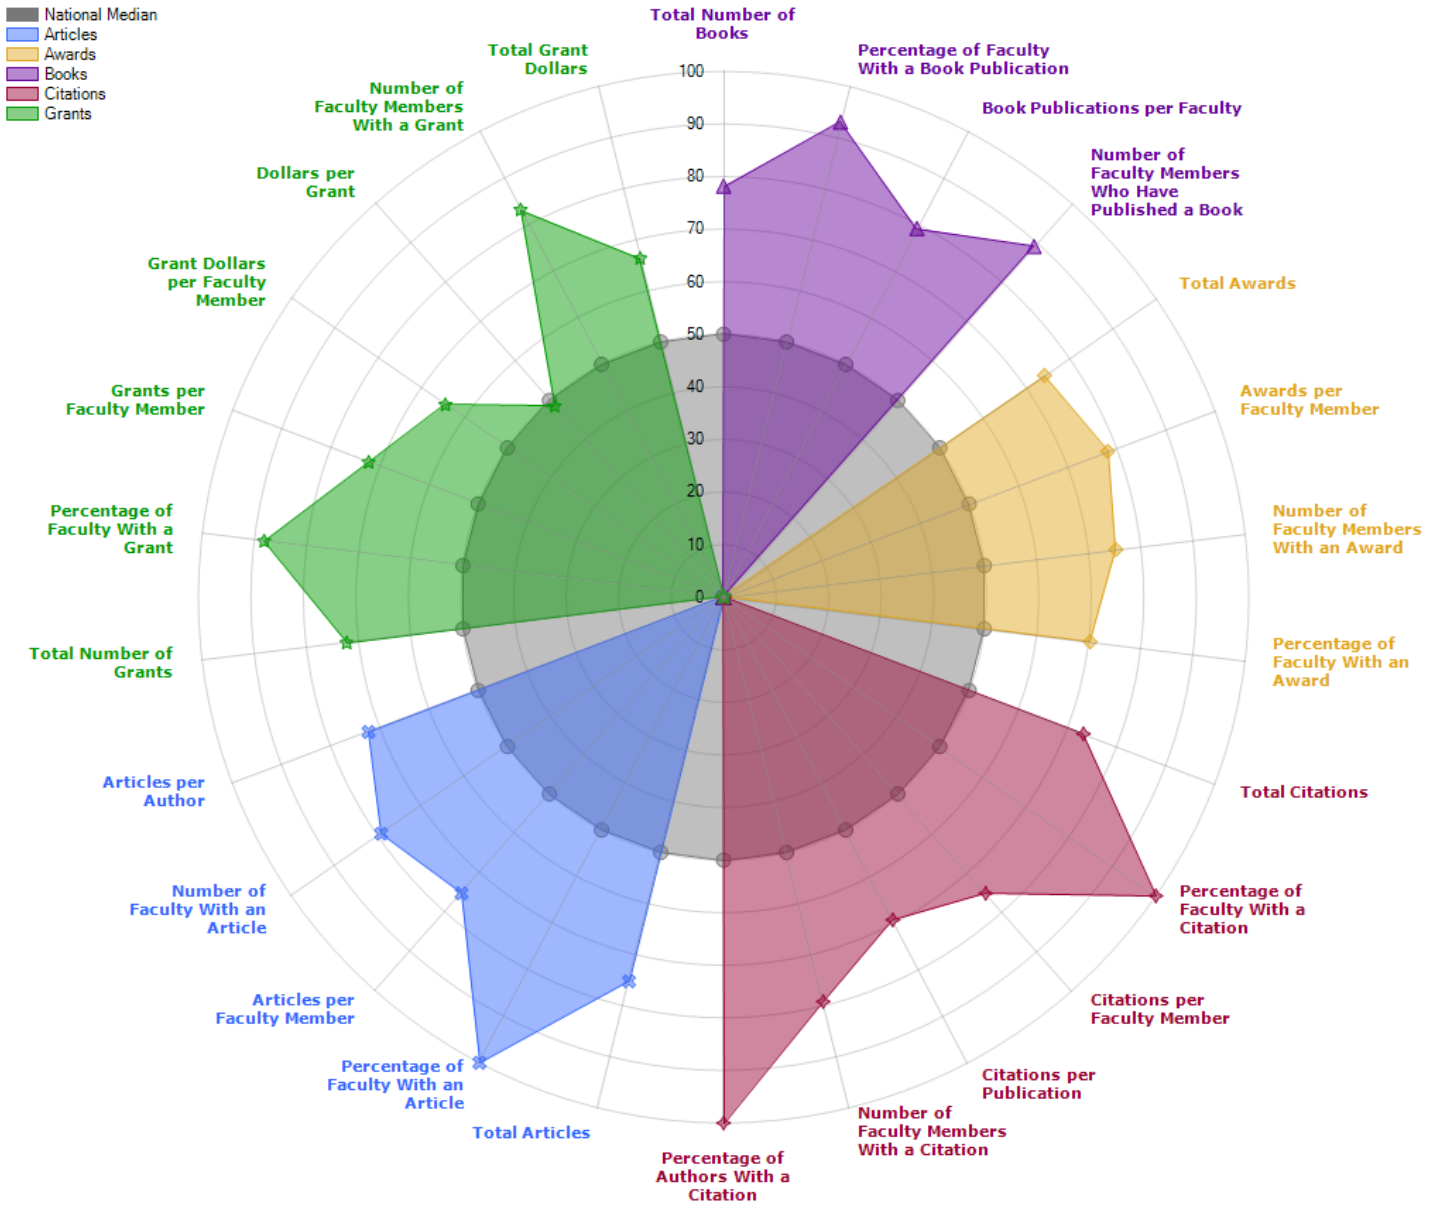 National Median
Articles
Awards
Books
Citations
Grants
Total Number of
Books
Percentage of Faculty
With a Book Publication
Book Publications per Faculty
Number of
Faculty Members
Who Have
Published a Book
Total Awards
Awards per
Faculty Member
Number of
Faculty Members
With an Award
Percentage of
Faculty With an
Award
Total Citations
Percentage of
Faculty With a
Citation
Citations per
Faculty Member
Citations per
Publication
Number of
Faculty Members
With a Citation
Percentage of
Authors With a
Citation
Total Articles
Percentage of
Faculty With an
Article
Articles per
Faculty Member
Number of
Faculty With an
Article
Articles per
Author
Total Number of
Grants
Percentage of
Faculty With a
Grant
Grants per
Faculty Member
Grant Dollars
per Faculty
Member
Dollars per
Grant
Number of
Faculty Members
With a Grant
Total Grant
Dollars
100
90
80
70
60
50
40
30
20
10
0